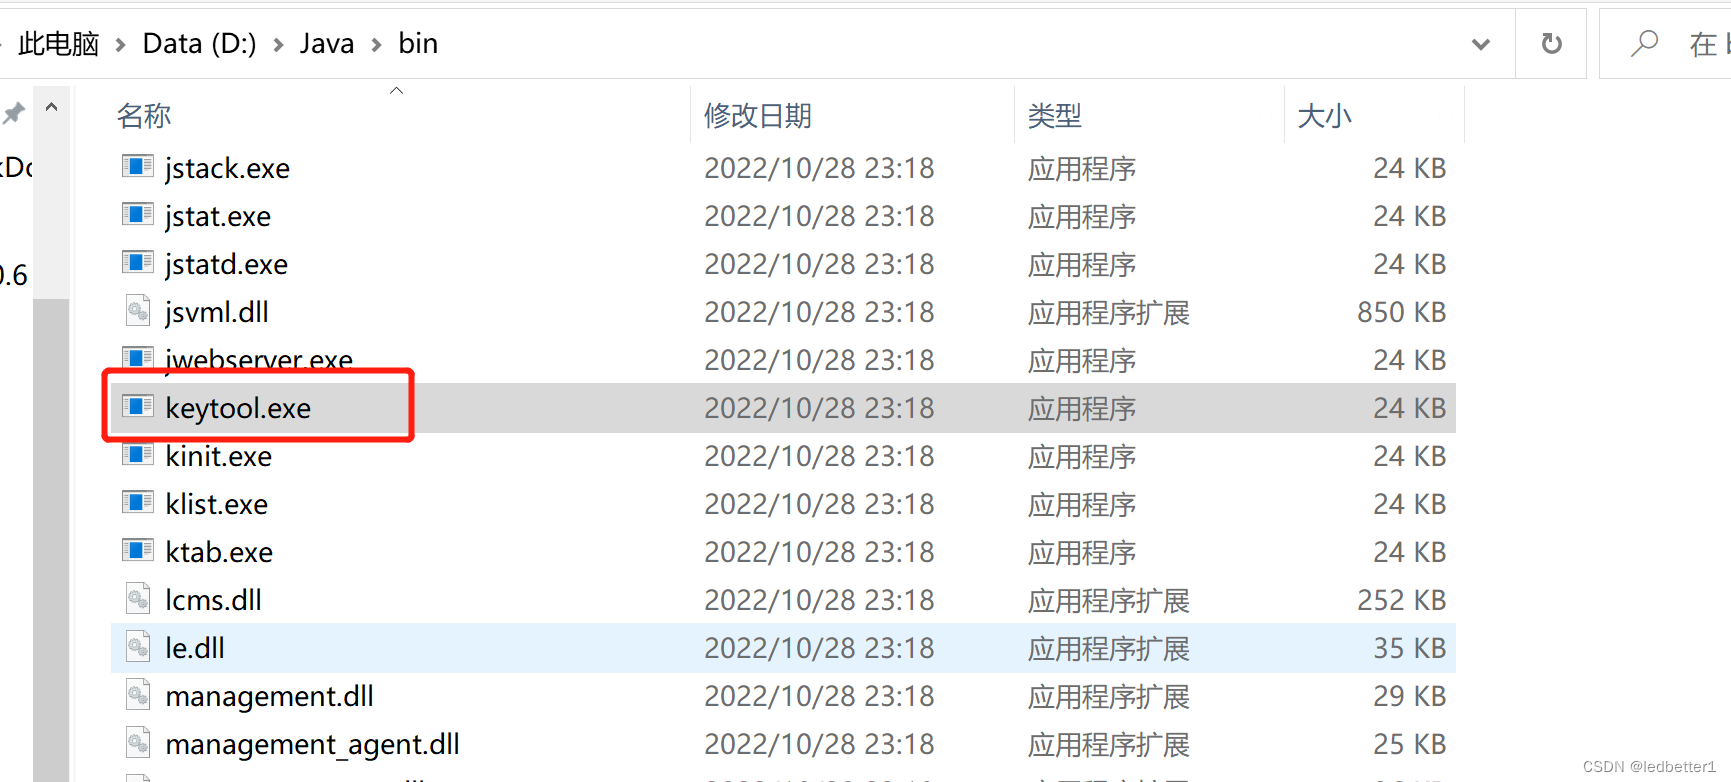 此电脑 > Data (D:) > Java > bin
在
名称 修改日期 类型 大小
jstack.exe 2022/10/28 23:18 应用程序 24 KB
jstat.exe 2022/10/28 23:18 应用程序 24 KB
jstatd.exe 2022/10/28 23:18 应用程序 24 KB
0.6
jsvml.dll 2022/10/28 23:18 应用程序扩展 850 KB
jwebserver.exe 2022/10/28 23:18 应用程序 24 KB
keytool.exe 2022/10/28 23:18 应用程序 24 KB
kinit.exe 2022/10/28 23:18 应用程序 24 KB
klist.exe 2022/10/28 23:18 应用程序 24 KB
ktab.exe 2022/10/28 23:18 应用程序 24 KB
lcms.dll 2022/10/28 23:18 应用程序扩展 252 KB
le.dll 2022/10/28 23:18 应用程序扩展 35 KB
management.dll 2022/10/28 23:18 应用程序扩展 29 KB
management_agent.dll 2022/10/28 23:18 应用程序扩展 25 KB
CSDN @ledbetter1